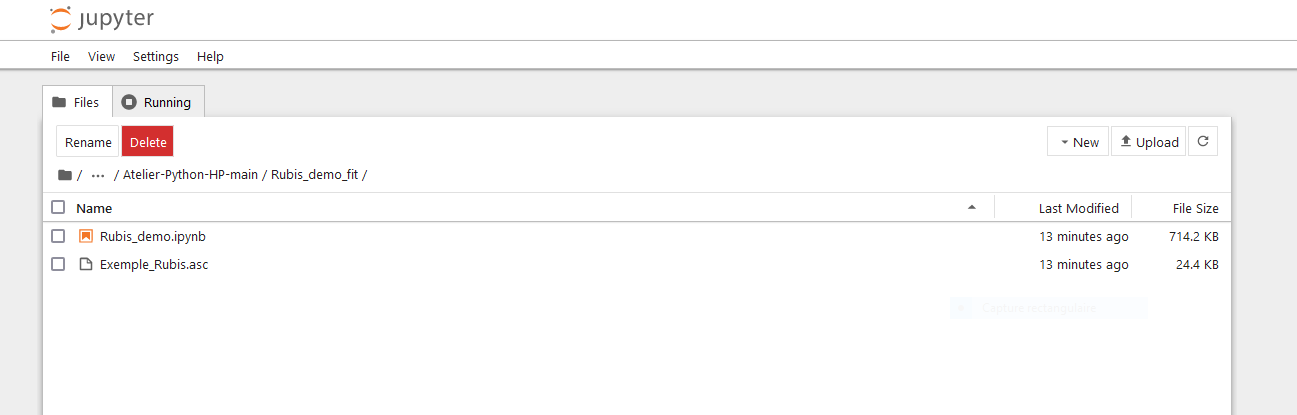 jupyter
File View Settings Help
Files Running
Rename Delete New Upload
/ ··· / Atelier-Python-HP-main / Rubis_demo_fit /
Name Last Modified File Size
Rubis_demo.ipynb 13 minutes ago 714.2 KB
Exemple_Rubis.asc 13 minutes ago 24.4 KB
Capture rectangulaire